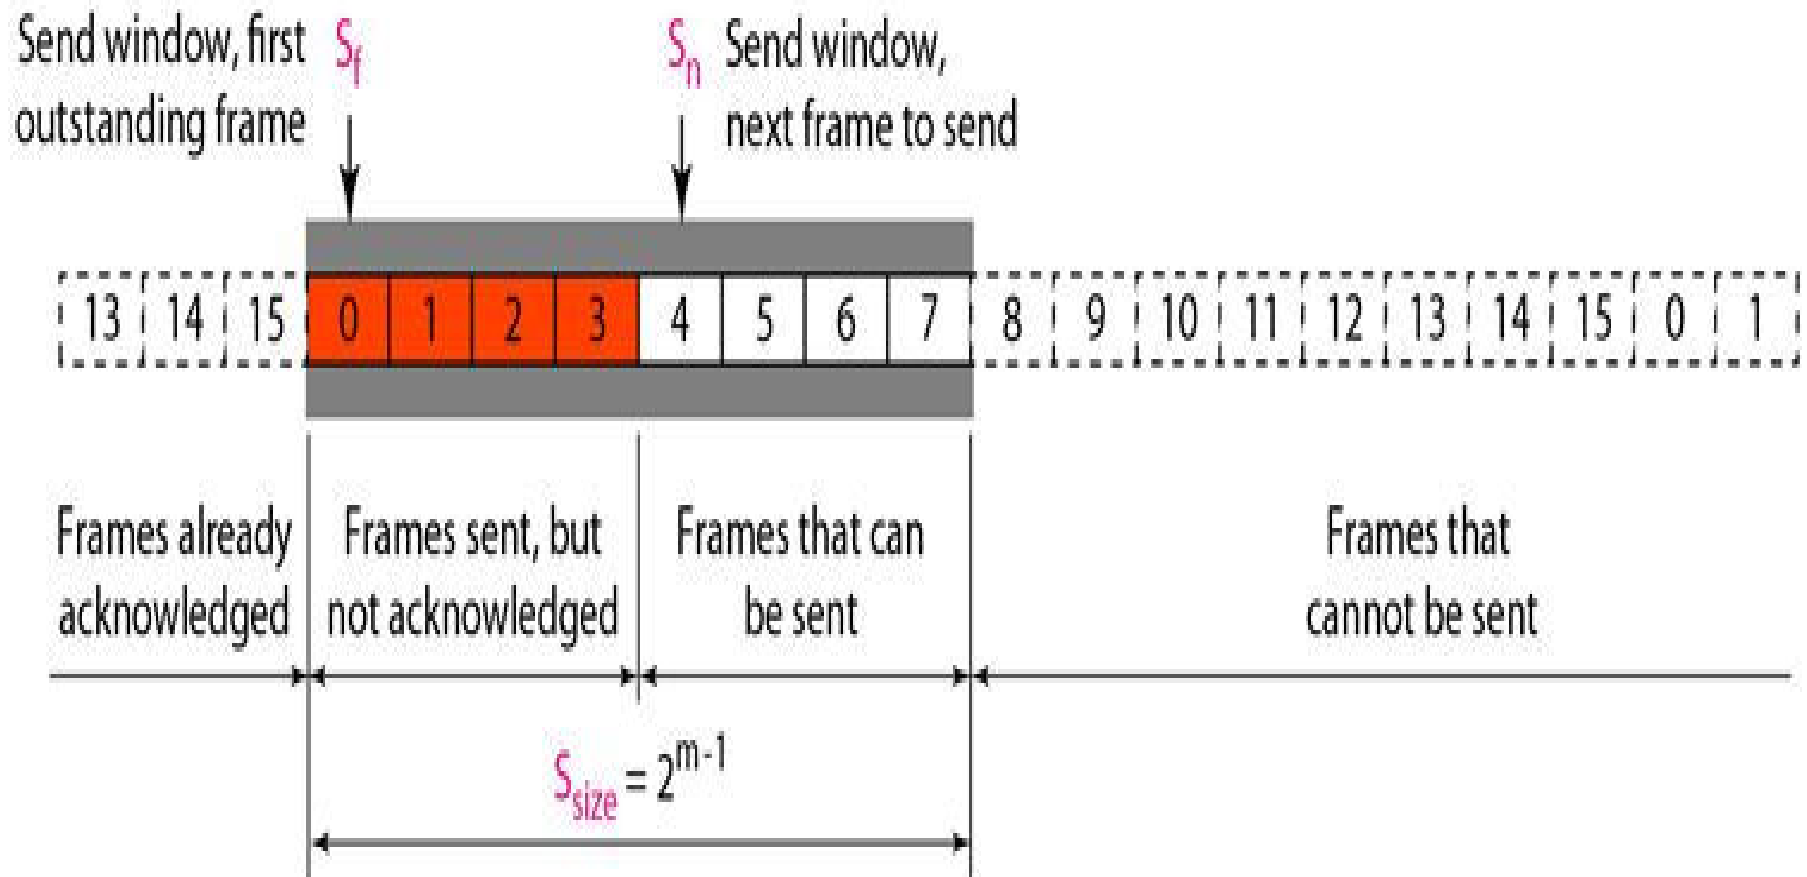 Send window, first
outstanding frame
Sf
Sn
Send window,
next frame to send
13 14 15 0 1 2 3 4 5 6 7 8 9 10 11 12 13 14 15 0 1
Frames already
acknowledged
Frames sent, but
not acknowledged
Frames that can
be sent
Frames that
cannot be sent
Ssize = 2^m-1